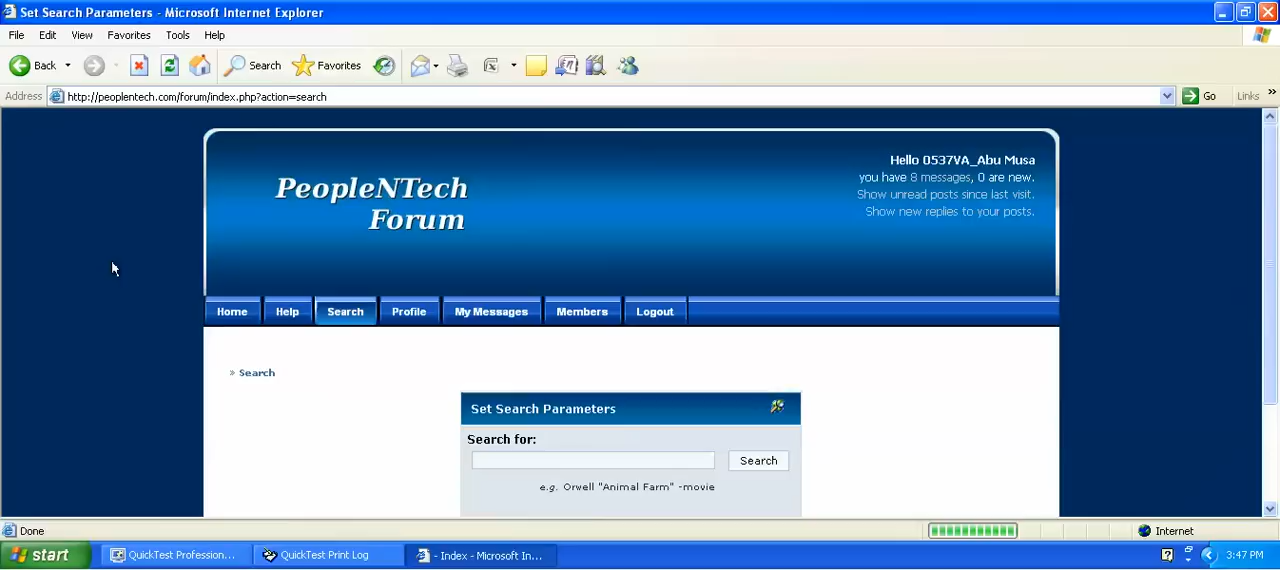 Set Search Parameters - Microsoft Internet Explorer
File Edit View Favorites Tools Help
Back Search Favorites
Address http://peoplentech.com/forum/index.php?action=search Go Links »
PeopleNTech
Forum
Hello 0537VA_Abu Musa
you have 8 messages, 0 are new.
Show unread posts since last visit.
Show new replies to your posts.
Home Help Search Profile My Messages Members Logout
» Search
Set Search Parameters
Search for:
Search
e.g. Orwell "Animal Farm" -movie
Done Internet
start QuickTest Profession... QuickTest Print Log - Index - Microsoft In... 3:47 PM